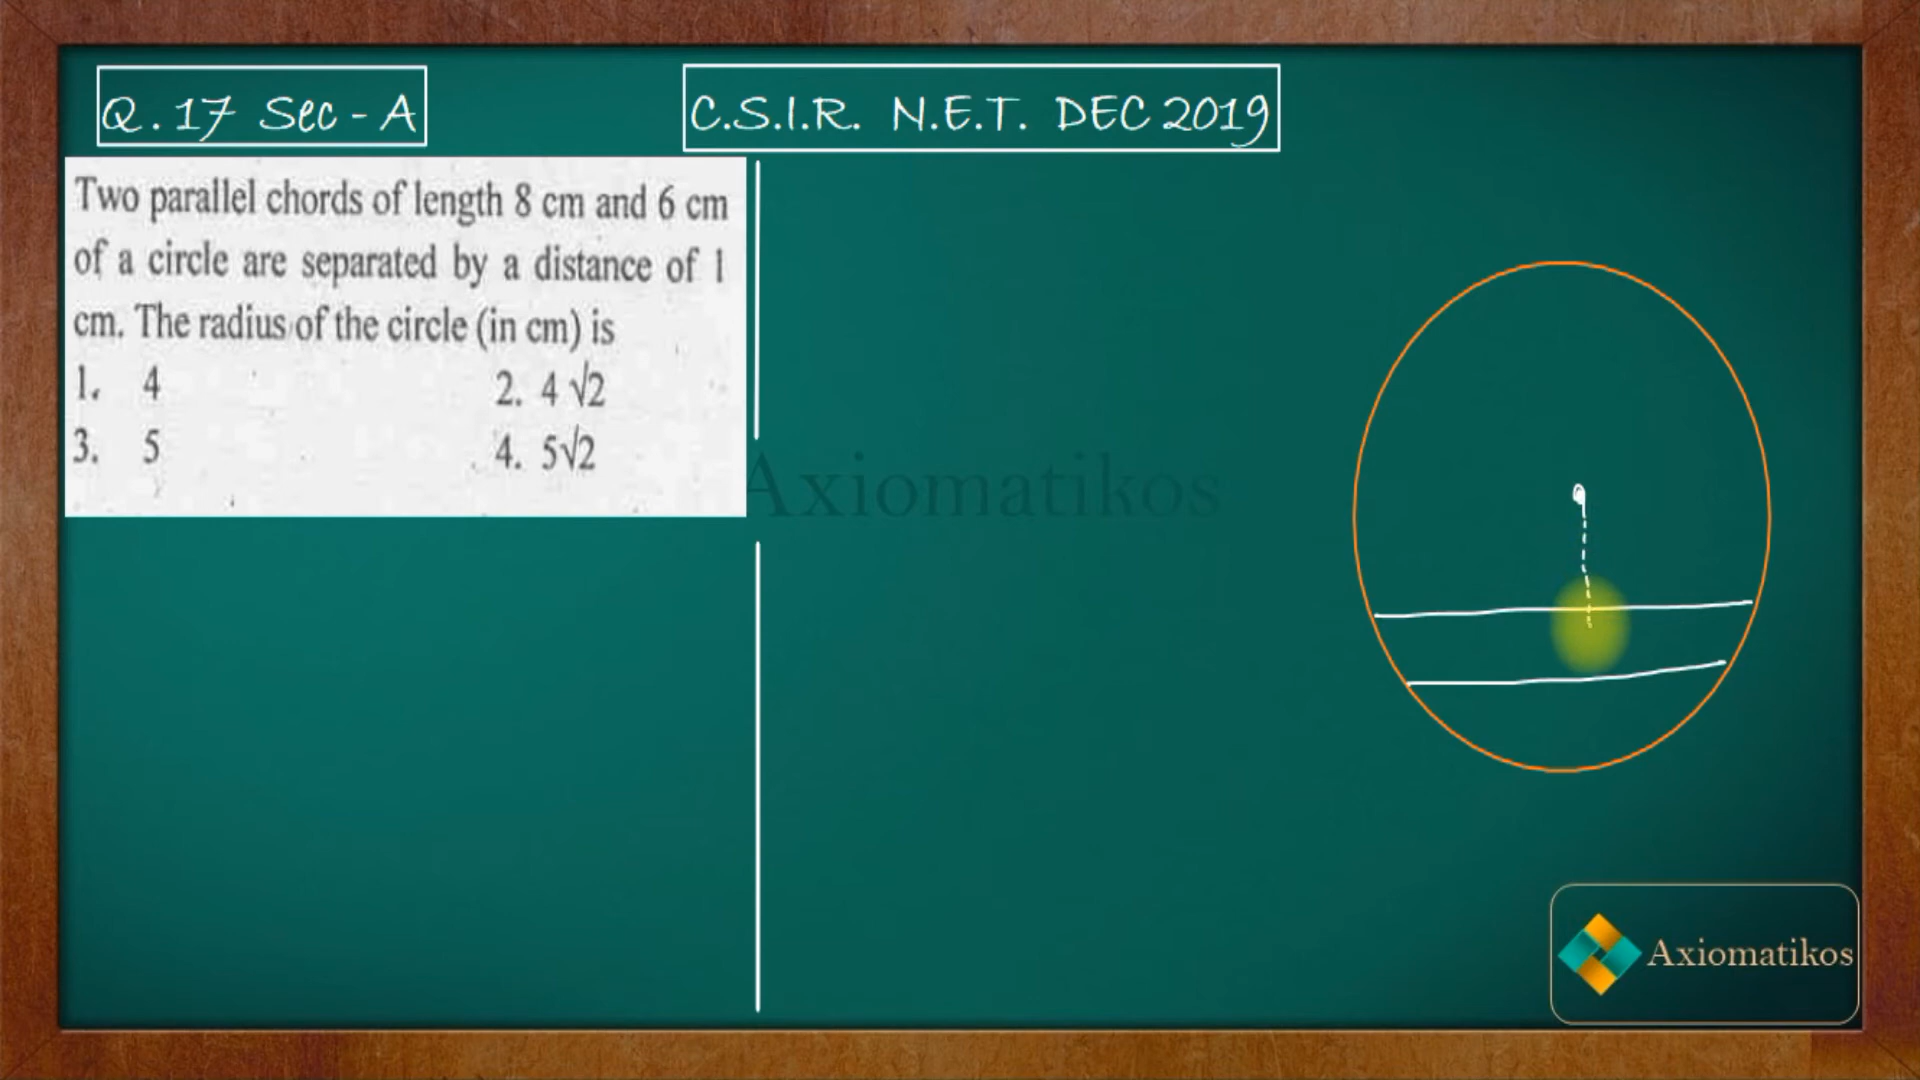 Q. 17 Sec - A
C.S.I.R. N.E.T. DEC 2019
Two parallel chords of length 8 cm and 6 cm
of a circle are separated by a distance of 1
cm. The radius of the circle (in cm) is
1. 4 2. 4 √2
3. 5 4. 5√2
Axiomatikos
Axiomatikos